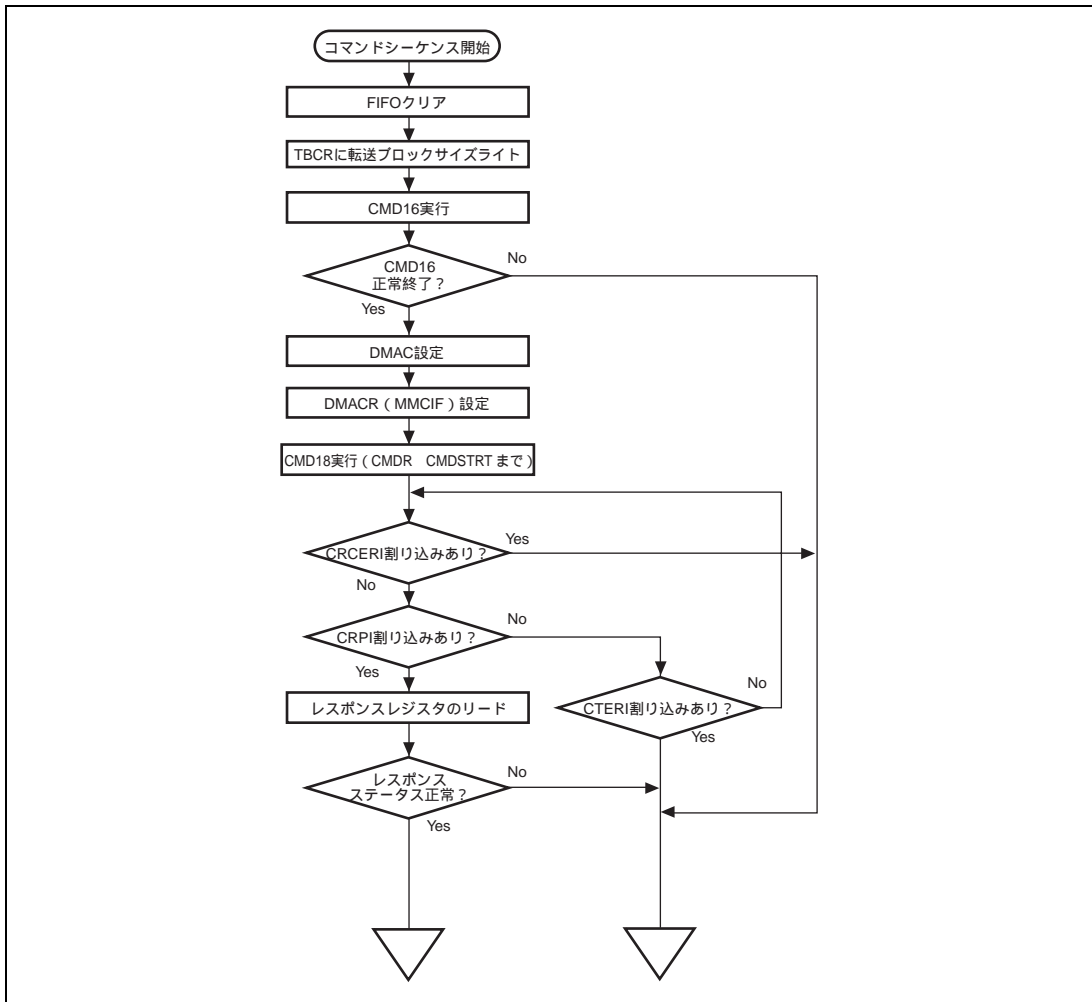 コマンドシーケンス開始
FIFOクリア
TBCRに転送ブロックサイズライト
CMD16実行
CMD16
正常終了？
No
Yes
DMAC設定
DMACR（MMCIF）設定
CMD18実行（CMDR　CMDSTRT まで）
CRCERI割り込みあり？
Yes
No
CRPI割り込みあり？
No
Yes
レスポンスレジスタのリード
CTERI割り込みあり？
No
Yes
レスポンス
ステータス正常？
No
Yes